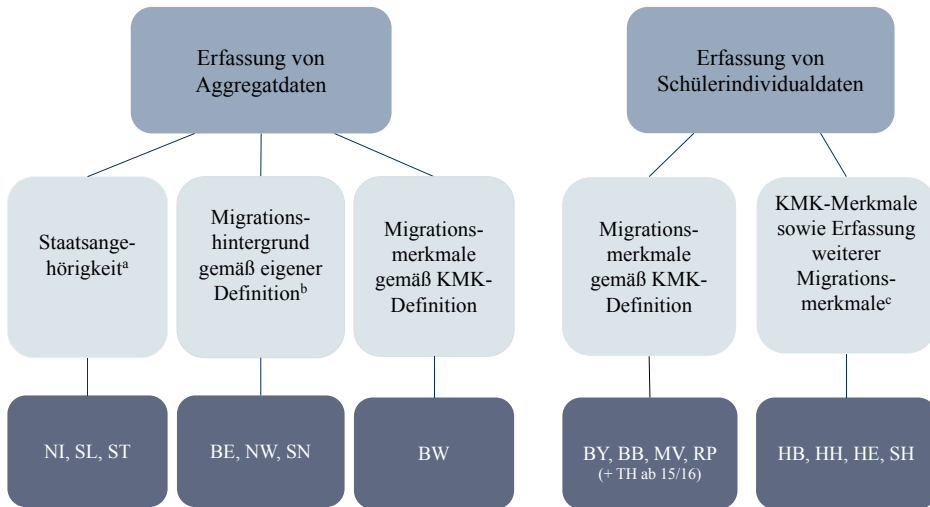 Erfassung von
Aggregatdaten
Erfassung von
Schülerindividualdaten
Staatsange-
hörigkeitᵃ
Migrations-
hintergrund
gemäß eigener
Definitionᵇ
Migrations-
merkmale
gemäß KMK-
Definition
Migrations-
merkmale
gemäß KMK-
Definition
KMK-Merkmale
sowie Erfassung
weiterer
Migrations-
merkmaleᶜ
NI, SL, ST
BE, NW, SN
BW
BY, BB, MV, RP
(+ TH ab 15/16)
HB, HH, HE, SH